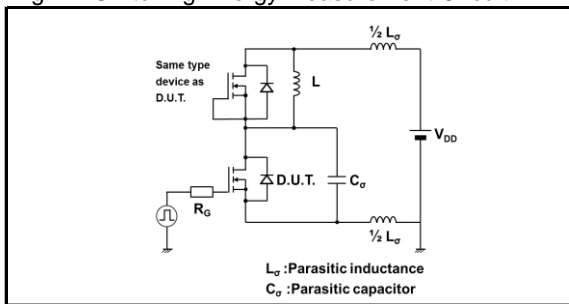 Same type
device as
D.U.T.
L
½ Lσ
VDD
D.U.T.
Cσ
RG
½ Lσ
Lσ :Parasitic inductance
Cσ :Parasitic capacitor